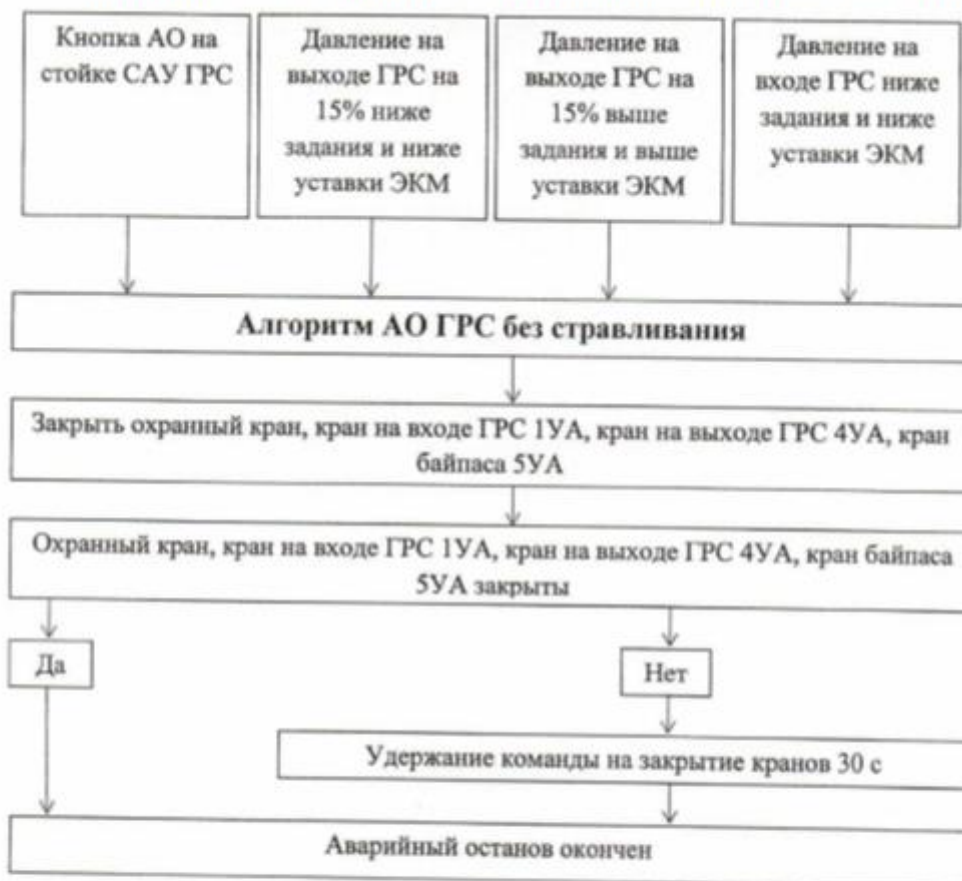 Кнопка АО на
стойке САУ ГРС
Давление на
выходе ГРС на
15% ниже
задания и ниже
уставки ЭКМ
Давление на
выходе ГРС на
15% выше
задания и выше
уставки ЭКМ
Давление на
входе ГРС ниже
задания и ниже
уставки ЭКМ
Алгоритм АО ГРС без стравливания
Закрыть охранный кран, кран на входе ГРС 1УА, кран на выходе ГРС 4УА, кран
байпаса 5УА
Охранный кран, кран на входе ГРС 1УА, кран на выходе ГРС 4УА, кран байпаса
5УА закрыты
Да
Нет
Удержание команды на закрытие кранов 30 с
Аварийный останов окончен